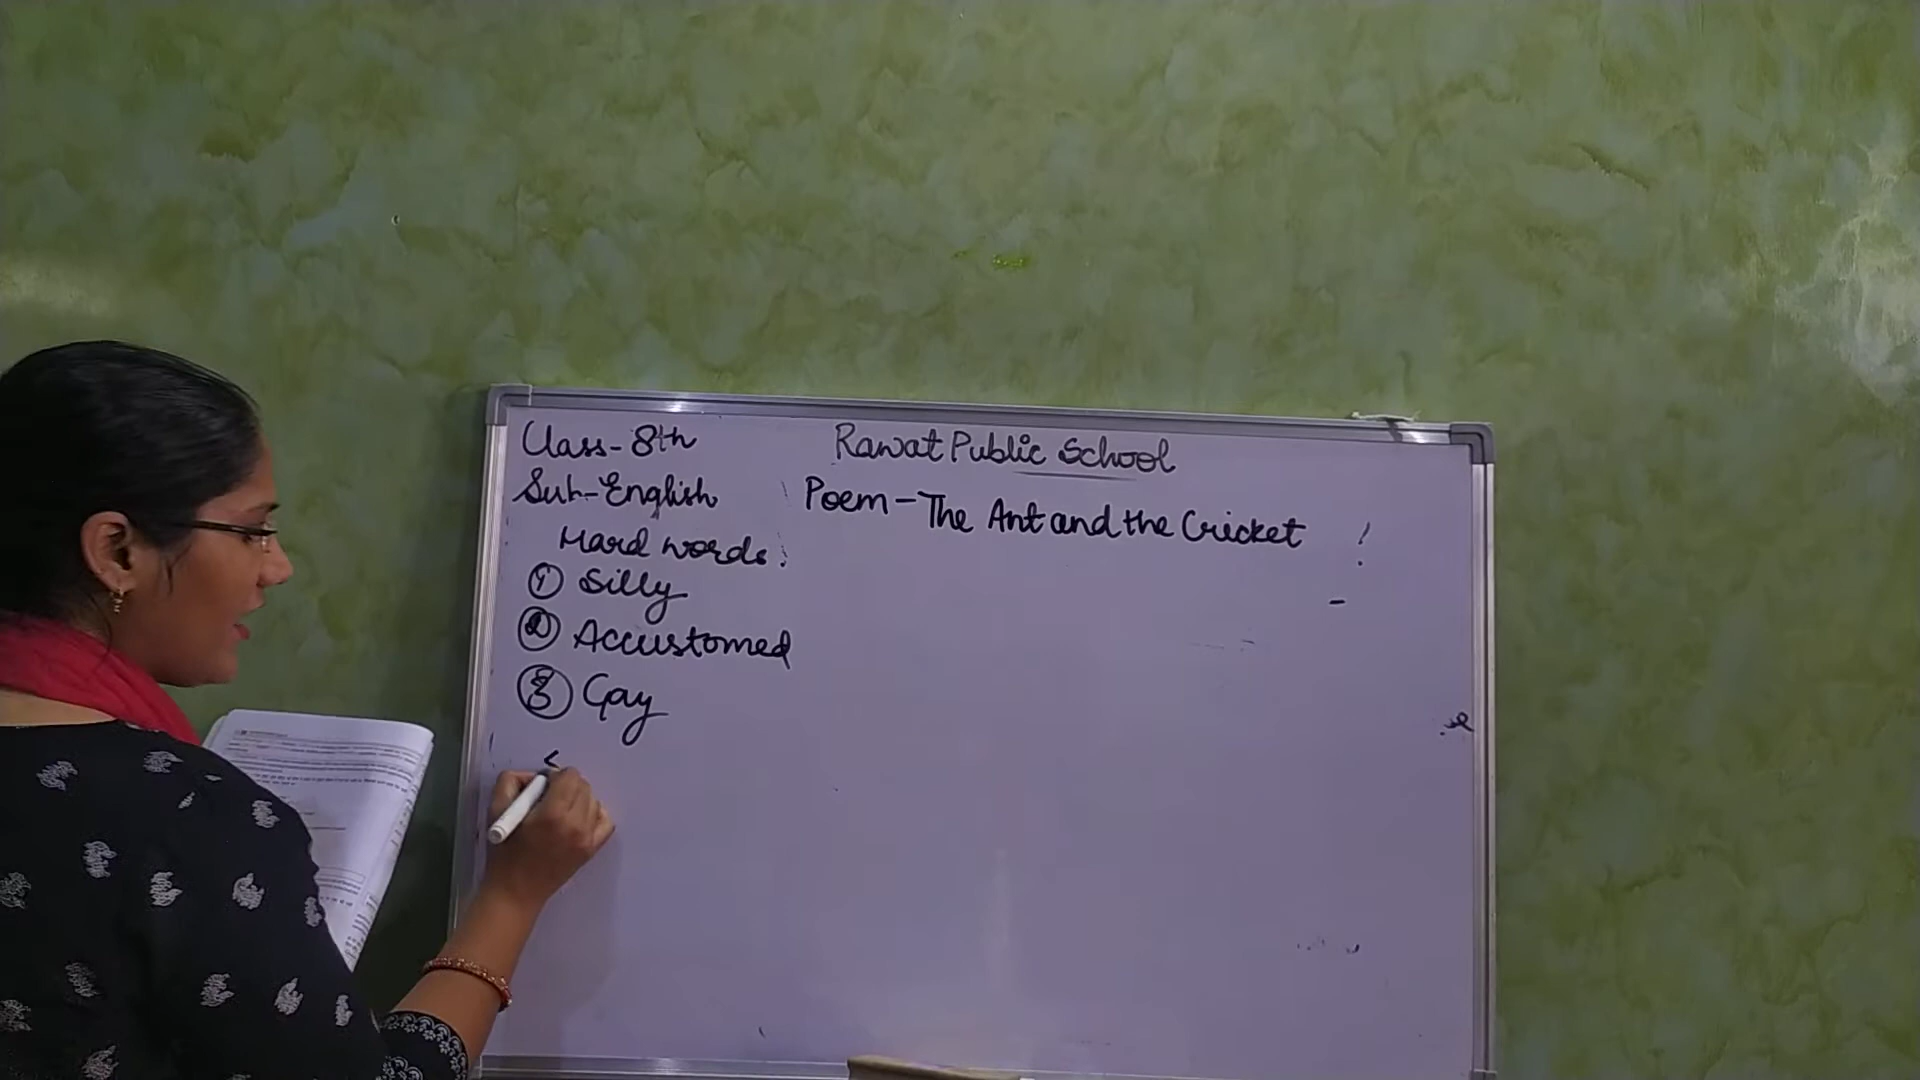 Class-8th
Rawat Public School
Sub-English
Poem-The Ant and the Cricket
Hard words:
① Silly
② Accustomed
③ Gay